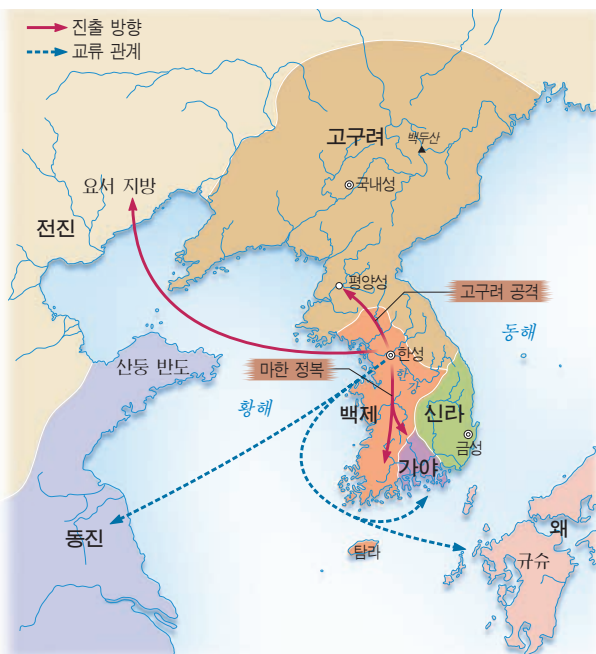 진출 방향
교류 관계
고구려
백두산
국내성
요서 지방
전진
평양성
고구려 공격
동해
산둥 반도
마한 정복
한성
한강
황해
백제
신라
금성
가야
동진
탐라
왜
규슈